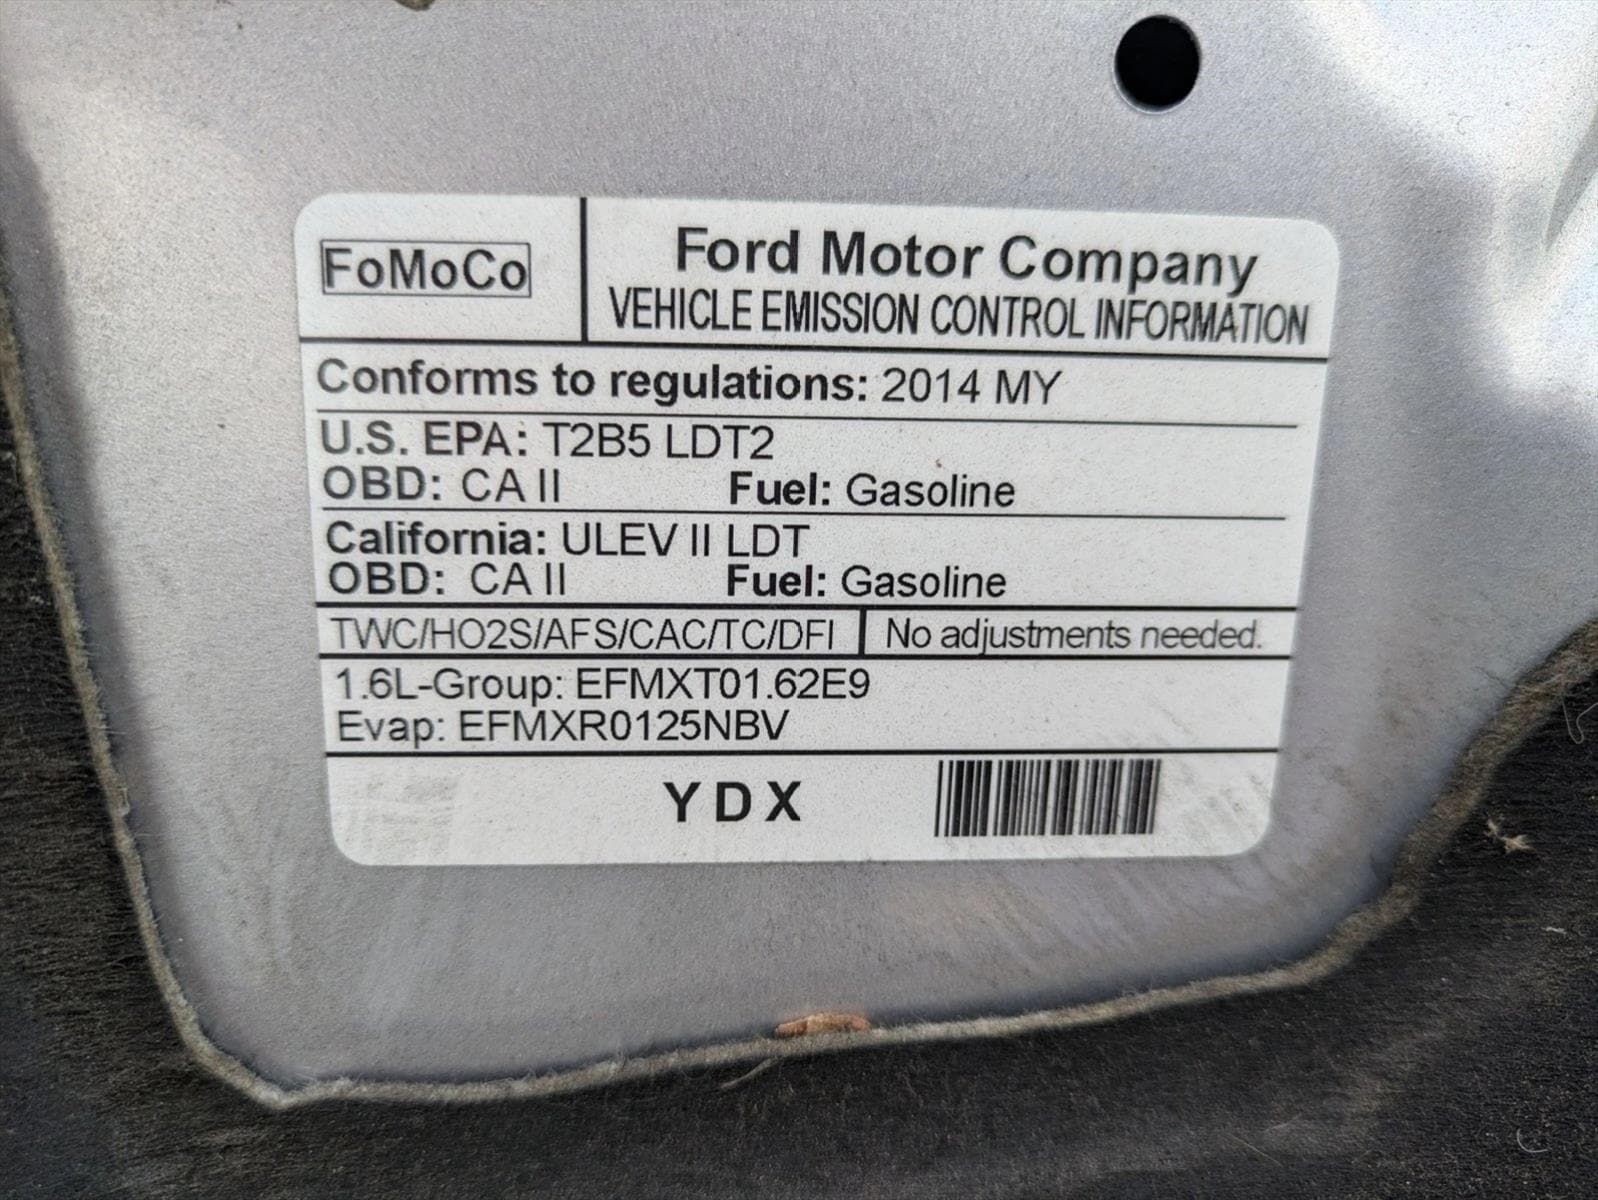 FoMoCo
Ford Motor Company
VEHICLE EMISSION CONTROL INFORMATION
Conforms to regulations: 2014 MY
U.S. EPA: T2B5 LDT2
OBD: CA II Fuel: Gasoline
California: ULEV II LDT
OBD: CA II Fuel: Gasoline
TWC/HO2S/AFS/CAC/TC/DFI No adjustments needed.
1.6L-Group: EFMXT01.62E9
Evap: EFMXR0125NBV
YDX